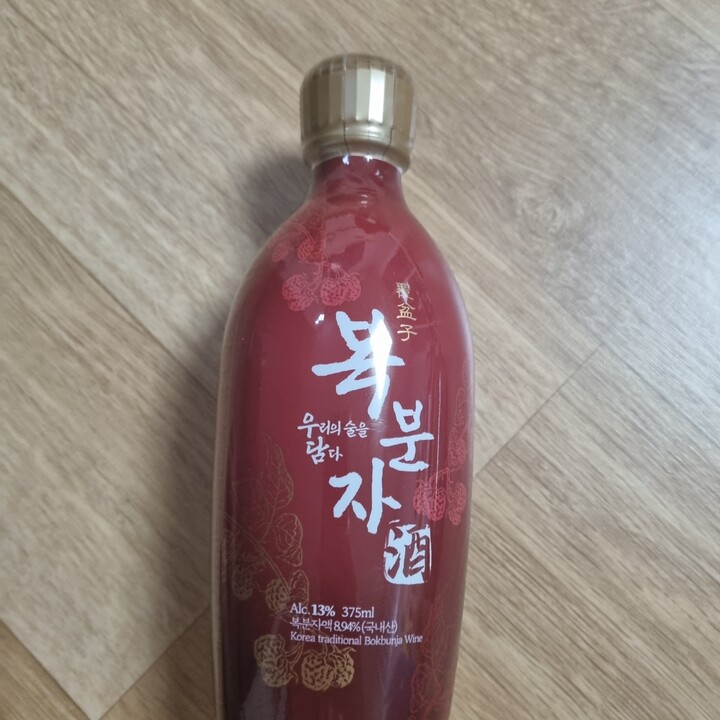 覆盆子
복분자
우리의 술을
담다
酒
Alc.13% 375ml
복분자액 8.94%(국내산)
Korea traditional Bokbunja Wine